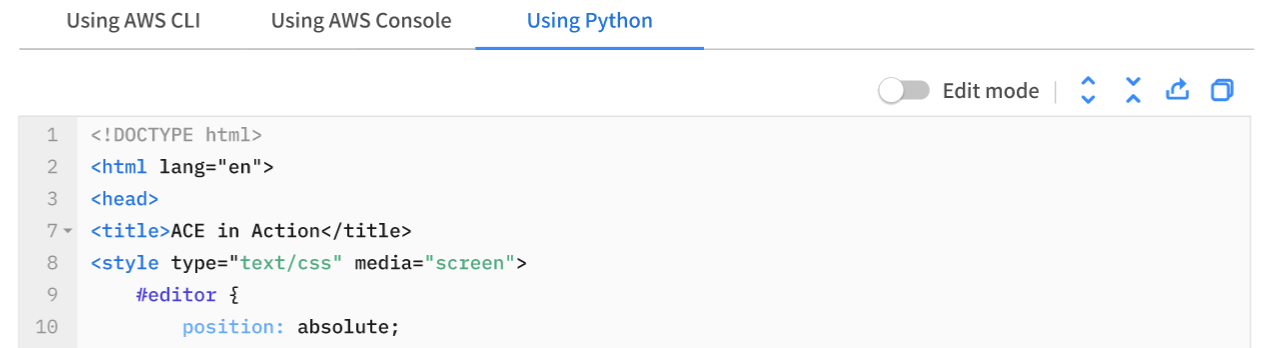 Using AWS CLI Using AWS Console Using Python
Edit mode
1 <!DOCTYPE html>
2 <html lang="en">
3 <head>
7 <title>ACE in Action</title>
8 <style type="text/css" media="screen">
9 #editor {
10 position: absolute;